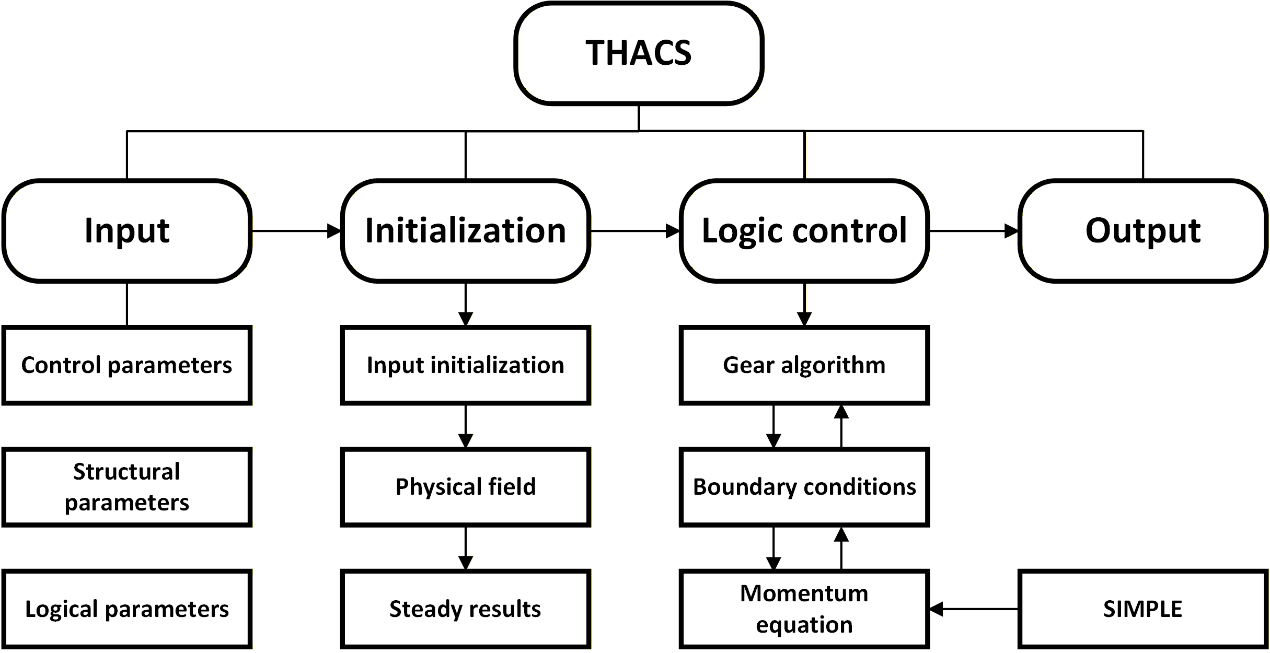 THACS
Input
Initialization
Logic control
Output
Control parameters
Input initialization
Gear algorithm
Structural
parameters
Physical field
Boundary conditions
Logical parameters
Steady results
Momentum
equation
SIMPLE